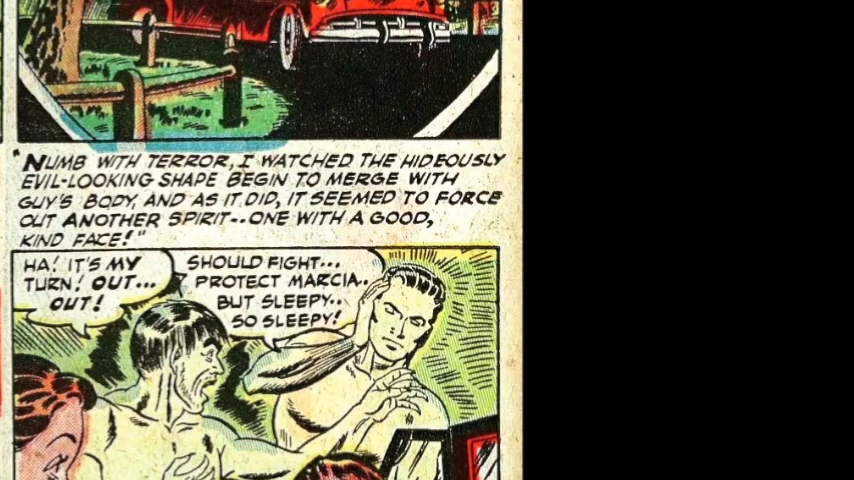 "NUMB WITH TERROR, I WATCHED THE HIDEOUSLY
EVIL-LOOKING SHAPE BEGIN TO MERGE WITH
GUY'S BODY, AND AS IT DID, IT SEEMED TO FORCE
OUT ANOTHER SPIRIT--ONE WITH A GOOD,
KIND FACE!"
HA! IT'S MY
TURN! OUT...
OUT!
SHOULD FIGHT...
PROTECT MARCIA..
BUT SLEEPY..
SO SLEEPY!